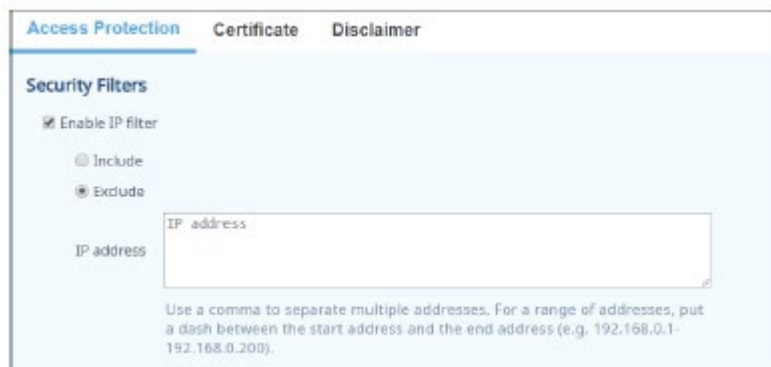 Access Protection Certificate Disclaimer
Security Filters
Enable IP filter
Include
Exclude
IP address
IP address
Use a comma to separate multiple addresses. For a range of addresses, put
a dash between the start address and the end address (e.g. 192.168.0.1-
192.168.0.200).